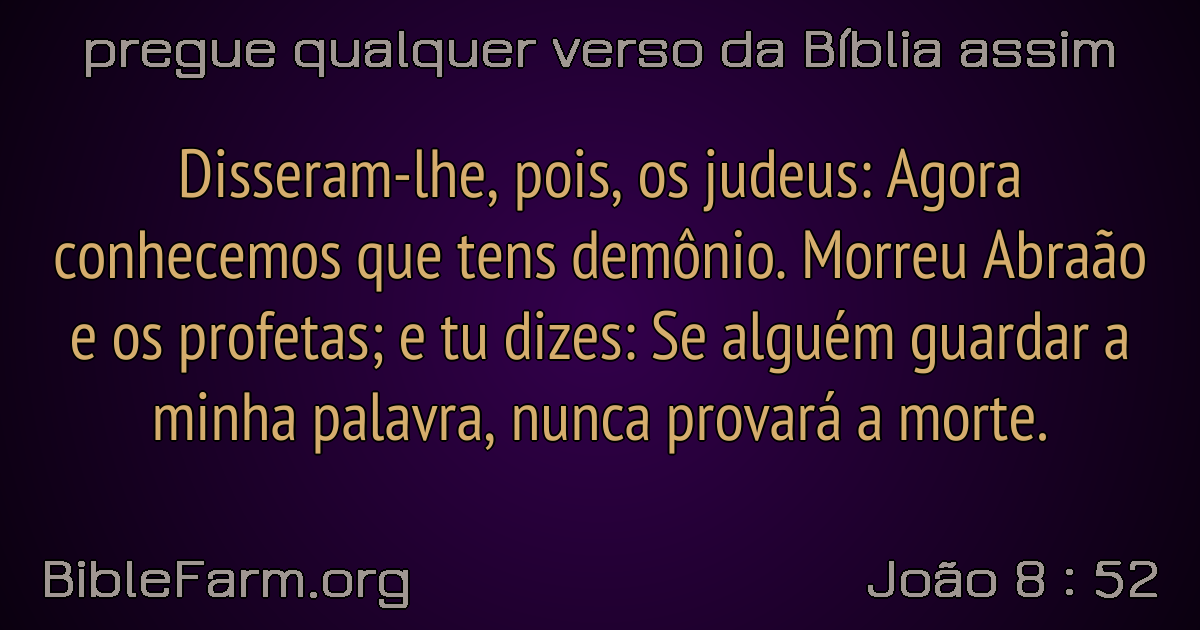 pregue qualquer verso da Bíblia assim
Disseram-lhe, pois, os judeus: Agora
conhecemos que tens demônio. Morreu Abraão
e os profetas; e tu dizes: Se alguém guardar a
minha palavra, nunca provará a morte.
BibleFarm.org
João 8 : 52